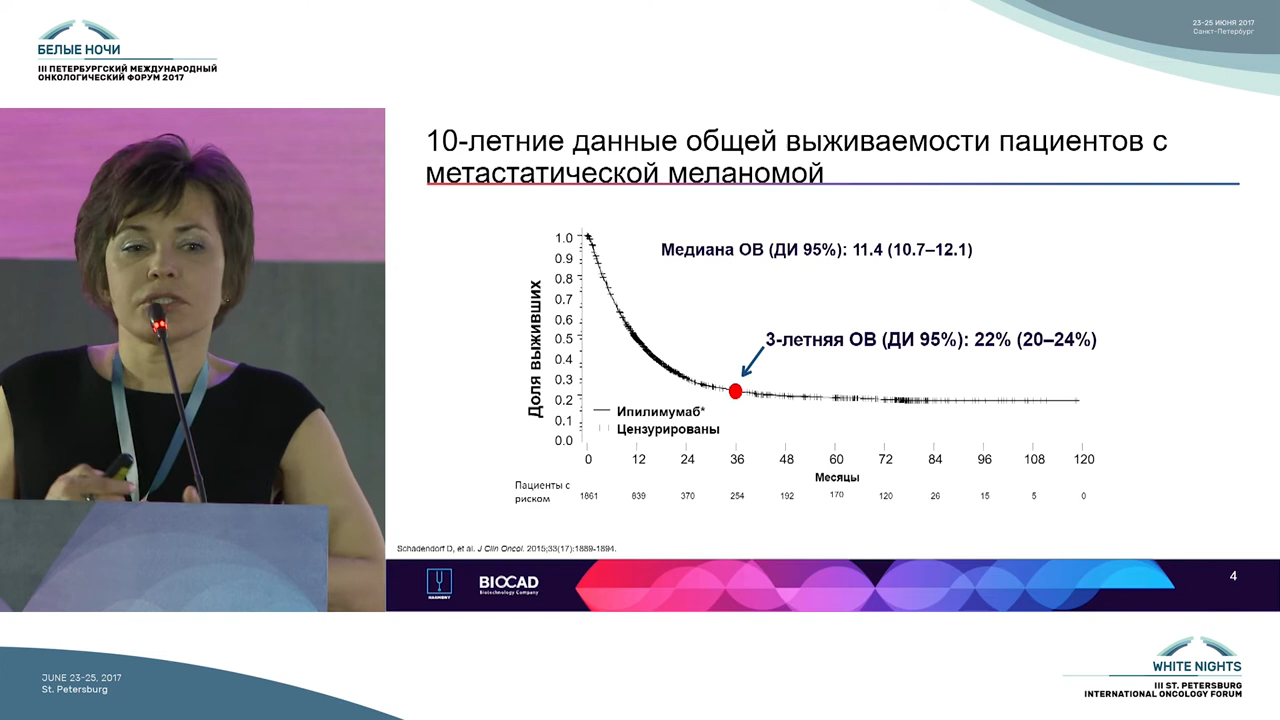 БЕЛЫЕ НОЧИ
III ПЕТЕРБУРГСКИЙ МЕЖДУНАРОДНЫЙ
ОНКОЛОГИЧЕСКИЙ ФОРУМ 2017
23-25 ИЮНЯ 2017
Санкт-Петербург
10-летние данные общей выживаемости пациентов с
метастатической меланомой
Медиана ОВ (ДИ 95%): 11.4 (10.7–12.1)
3-летняя ОВ (ДИ 95%): 22% (20–24%)
Доля выживших
1.0
0.9
0.8
0.7
0.6
0.5
0.4
0.3
0.2
0.1
0.0
Ипилимумаб*
Цензурированы
0 12 24 36 48 60 72 84 96 108 120
Месяцы
Пациенты с
риском
1861 839 370 254 192 170 120 26 15 5 0
Schadendorf D, et al. J Clin Oncol. 2015;33(17):1889-1894.
HARMONY
BIOCAD
Biotechnology Company
4
JUNE 23-25, 2017
St. Petersburg
WHITE NIGHTS
III ST. PETERSBURG
INTERNATIONAL ONCOLOGY FORUM